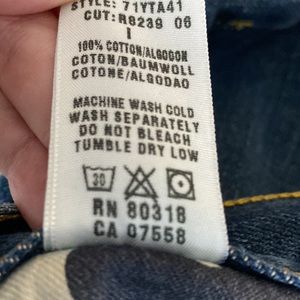 STYLE: 71YTA41
CUT: R8239 06
I
100% COTTON/ALGODON
COTON/BAUMWOLL
COTONE/ALGODAO
MACHINE WASH COLD
WASH SEPARATELY
DO NOT BLEACH
TUMBLE DRY LOW
30
RN 80318
CA 07558